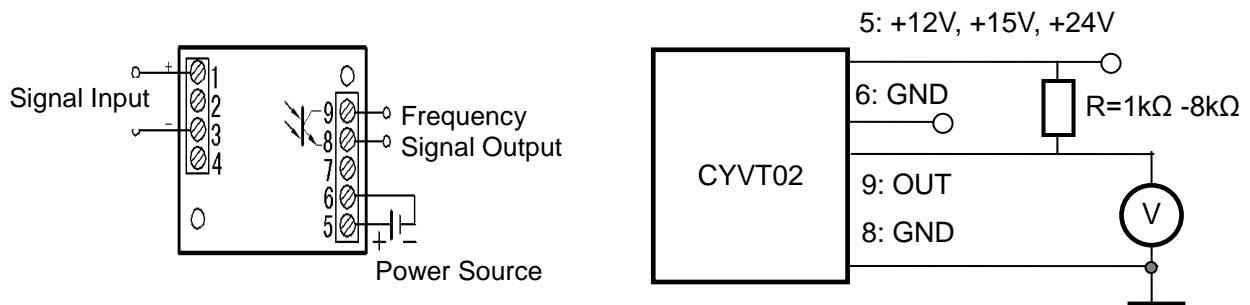 Signal Input
+
−
1
2
3
4
9
8
7
6
5
Frequency
Signal Output
+ −
Power Source
5: +12V, +15V, +24V
6: GND
R=1kΩ -8kΩ
CYVT02
9: OUT
8: GND
V